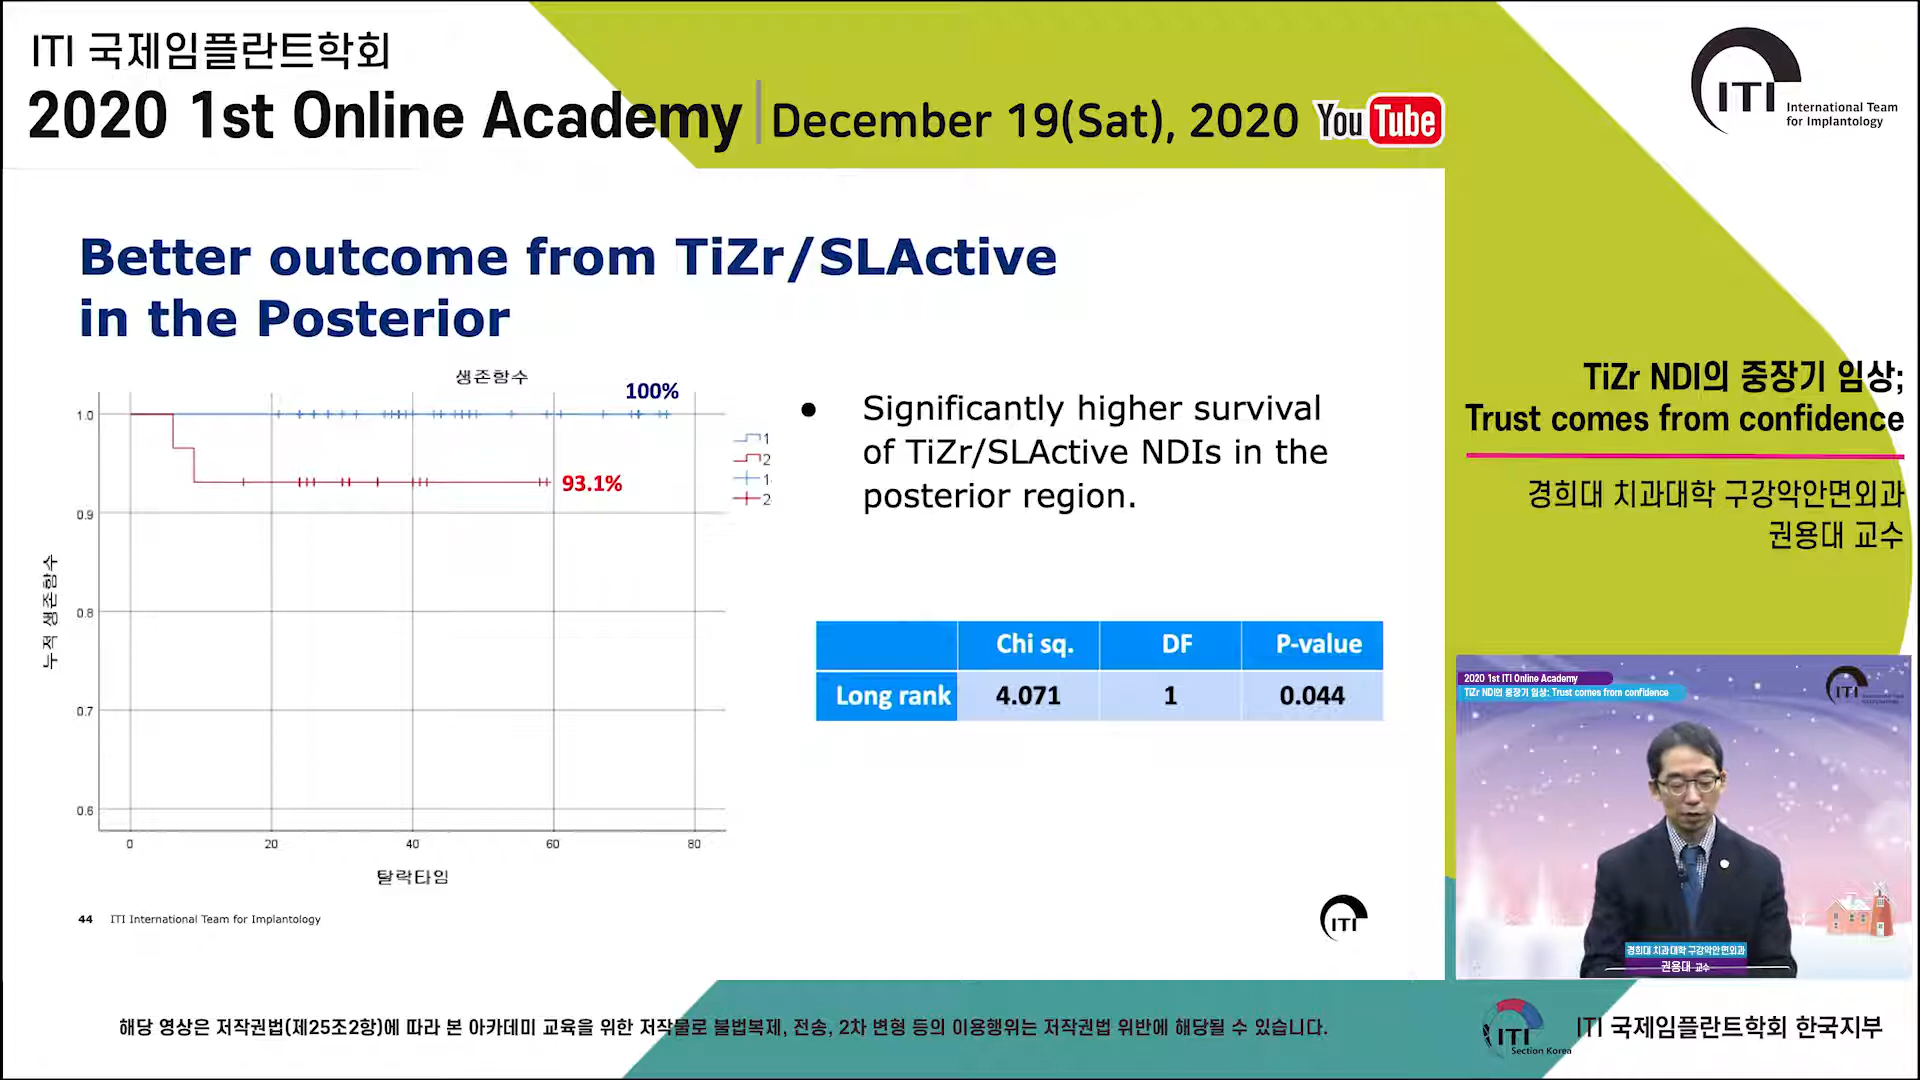 ITI 국제임플란트학회
2020 1st Online Academy
December 19(Sat), 2020 YouTube
ITI International Team
for Implantology
Better outcome from TiZr/SLActive
in the Posterior
생존함수
100%
93.1%
1.0
0.9
0.8
0.7
0.6
0
20
40
60
80
누적 생존함수
탈락타임
1
2
1
2
● Significantly higher survival
of TiZr/SLActive NDIs in the
posterior region.
Chi sq. DF P-value
Long rank 4.071 1 0.044
44 ITI International Team for Implantology
ITI
TiZr NDI의 중장기 임상;
Trust comes from confidence
경희대 치과대학 구강악안면외과
권용대 교수
2020 1st ITI Online Academy
TiZr NDI의 중장기 임상: Trust comes from confidence
ITI
경희대 치과대학 구강악안면외과
권용대 교수
해당 영상은 저작권법(제25조2항)에 따라 본 아카데미 교육을 위한 저작물로 불법복제, 전송, 2차 변형 등의 이용행위는 저작권법 위반에 해당될 수 있습니다.
ITI
Section Korea
ITI 국제임플란트학회 한국지부